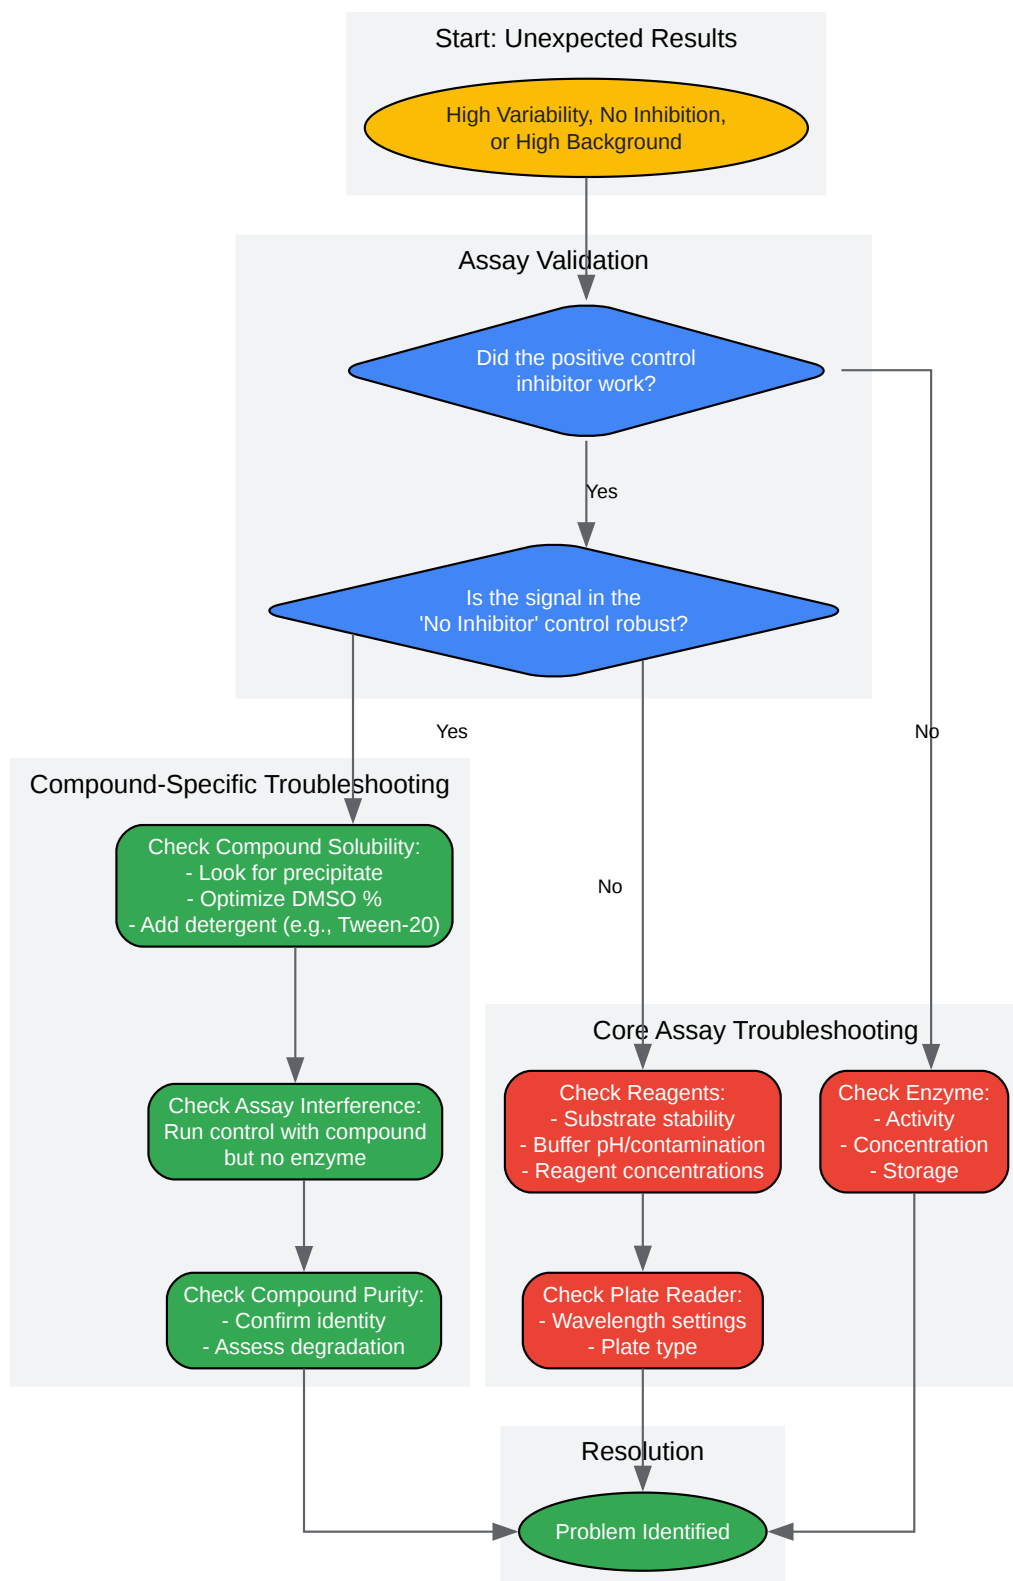 Start: Unexpected Results
High Variability, No Inhibition,
or High Background
Assay Validation
Did the positive control
inhibitor work?
Yes
Is the signal in the
'No Inhibitor' control robust?
Yes
No
Compound-Specific Troubleshooting
Check Compound Solubility:
- Look for precipitate
- Optimize DMSO %
- Add detergent (e.g., Tween-20)
No
Core Assay Troubleshooting
Check Assay Interference:
Run control with compound
but no enzyme
Check Reagents:
- Substrate stability
- Buffer pH/contamination
- Reagent concentrations
Check Enzyme:
- Activity
- Concentration
- Storage
Check Compound Purity:
- Confirm identity
- Assess degradation
Check Plate Reader:
- Wavelength settings
- Plate type
Resolution
Problem Identified